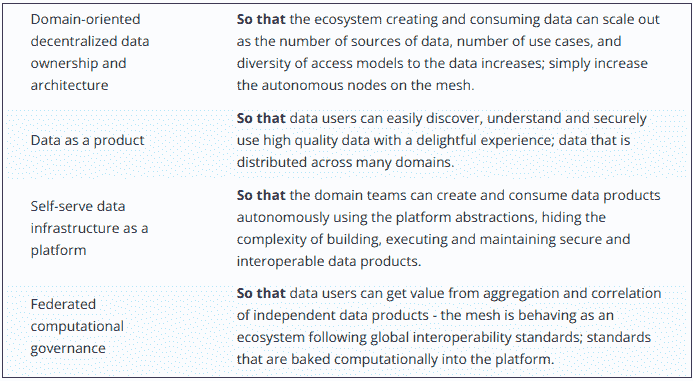 Domain-oriented
decentralized data
ownership and
architecture
So that the ecosystem creating and consuming data can scale out
as the number of sources of data, number of use cases, and
diversity of access models to the data increases; simply increase
the autonomous nodes on the mesh.
Data as a product
So that data users can easily discover, understand and securely
use high quality data with a delightful experience; data that is
distributed across many domains.
Self-serve data
infrastructure as a
platform
So that the domain teams can create and consume data products
autonomously using the platform abstractions, hiding the
complexity of building, executing and maintaining secure and
interoperable data products.
Federated
computational
governance
So that data users can get value from aggregation and correlation
of independent data products - the mesh is behaving as an
ecosystem following global interoperability standards; standards
that are baked computationally into the platform.